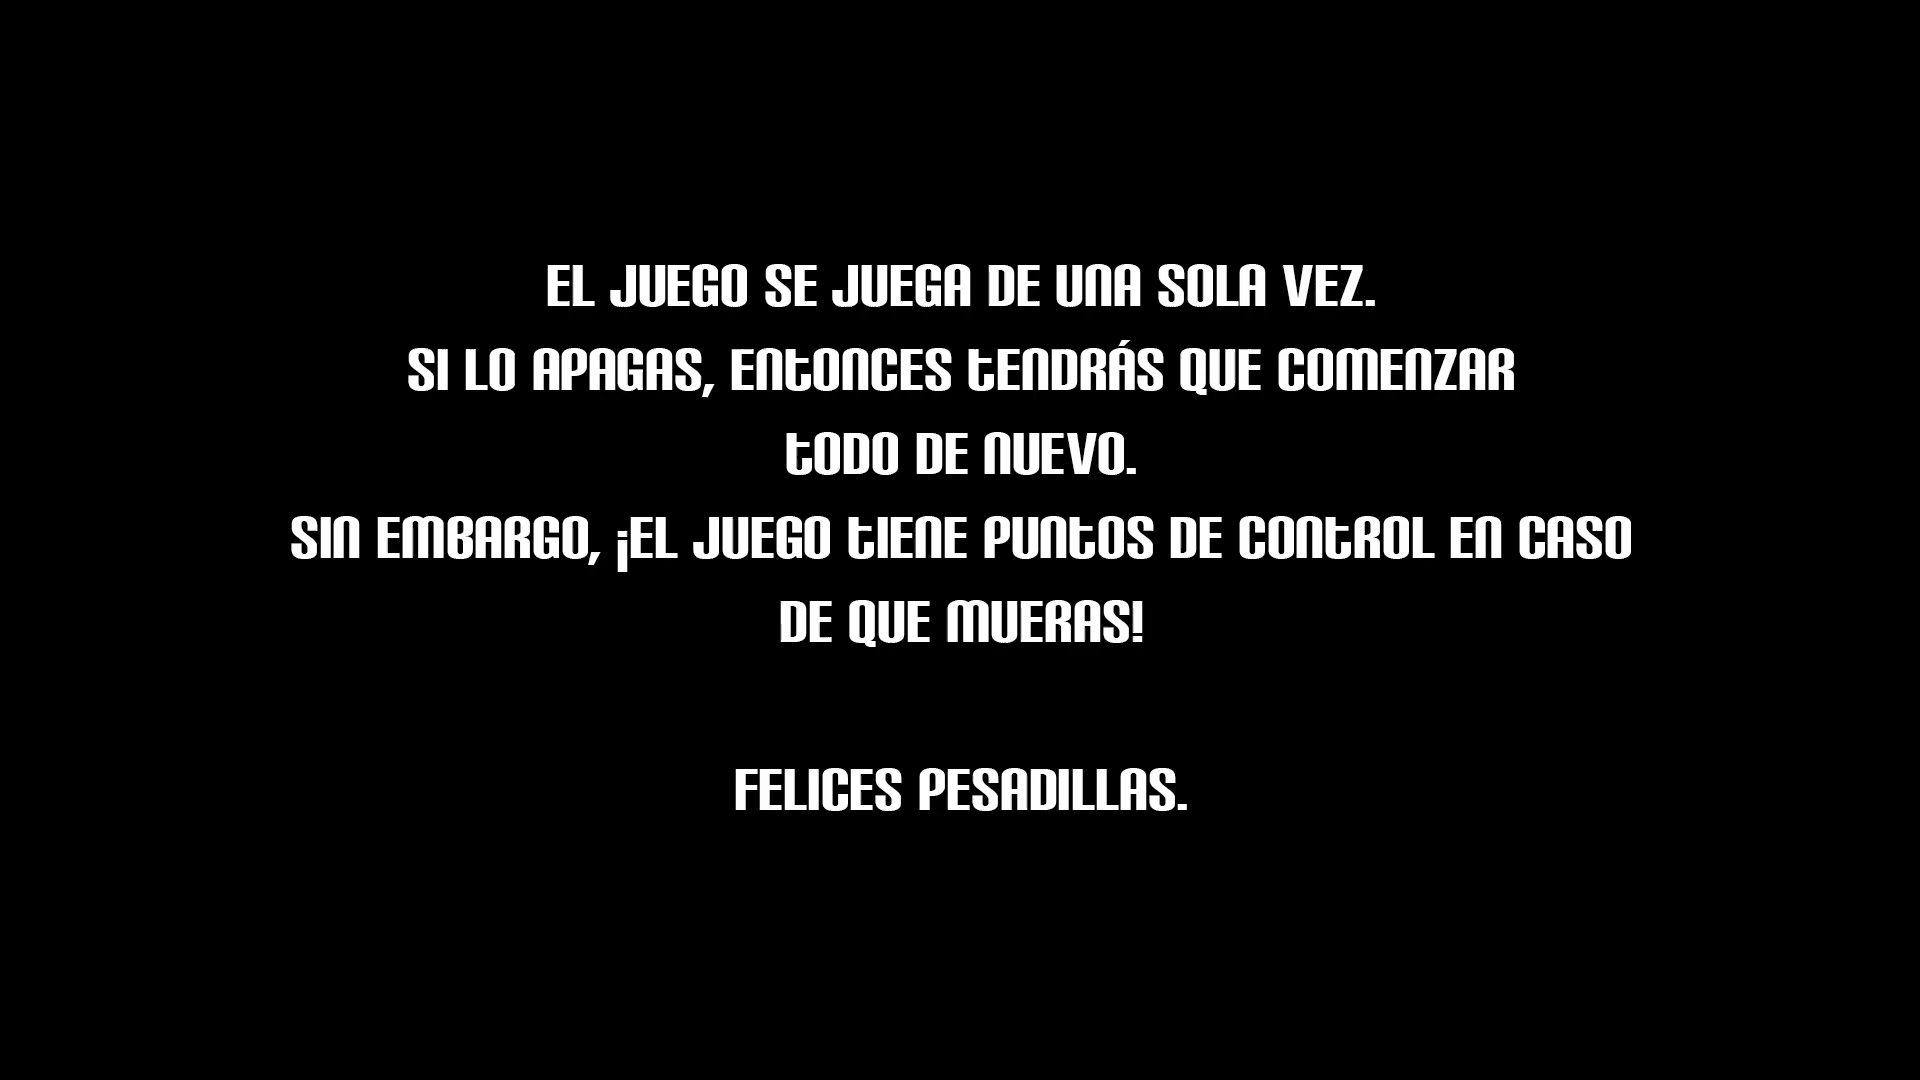 EL JUEGO SE JUEGA DE UNA SOLA VEZ.
SI LO APAGAS, ENTONCES TENDRÁS QUE COMENZAR
TODO DE NUEVO.
SIN EMBARGO, ¡EL JUEGO TIENE PUNTOS DE CONTROL EN CASO
DE QUE MUERAS!
FELICES PESADILLAS.